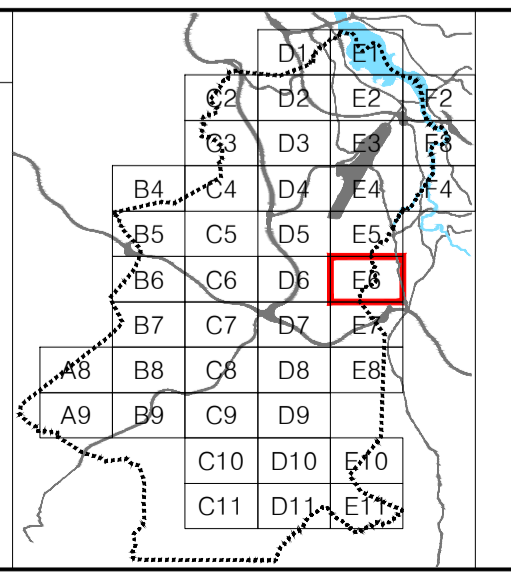 D1 E1
C2 D2 E2 F2
C3 D3 E3 F3
B4 C4 D4 E4 F4
B5 C5 D5 E5
B6 C6 D6 E6
B7 C7 D7 E7
A8 B8 C8 D8 E8
A9 B9 C9 D9
C10 D10 E10
C11 D11 E11